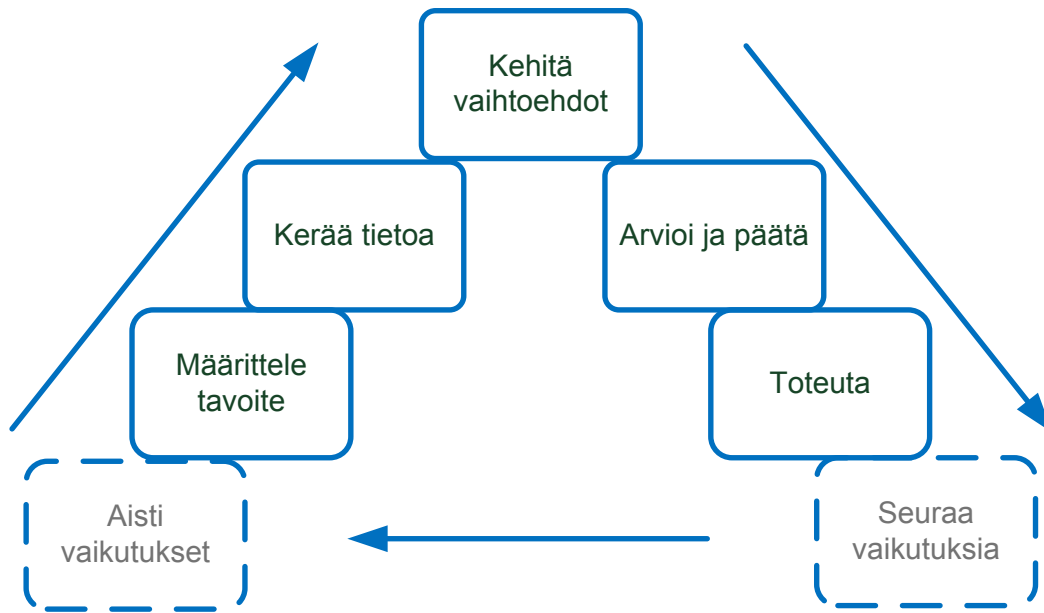 Kehitä
vaihtoehdot
Kerää tietoa
Arvioi ja päätä
Määrittele
tavoite
Toteuta
Aisti
vaikutukset
Seuraa
vaikutuksia